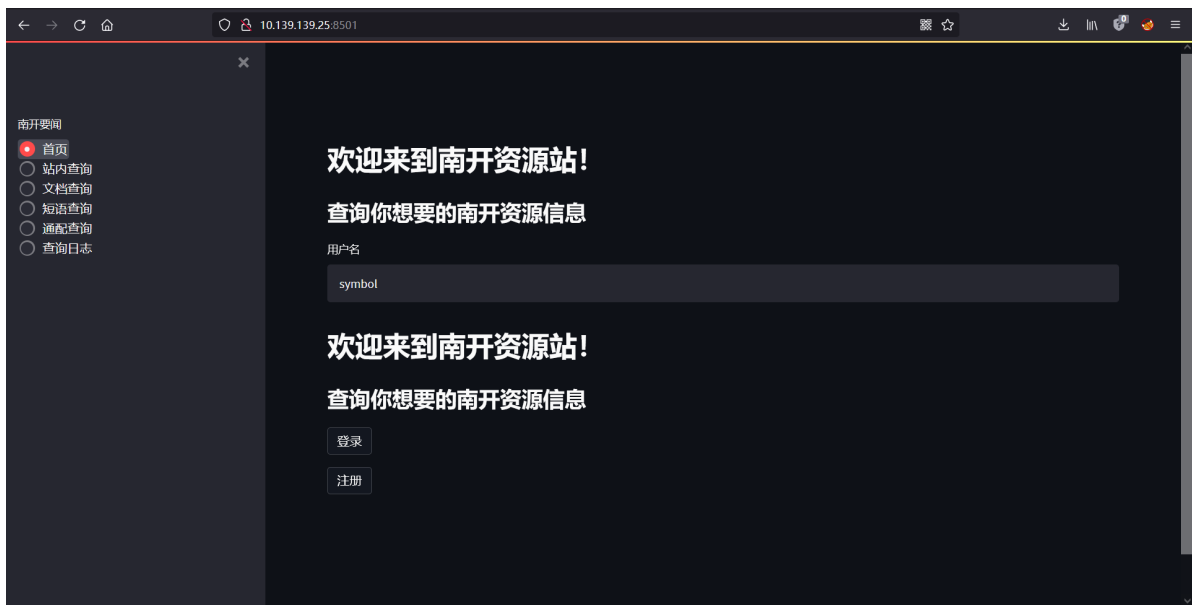 10.139.139.25:8501
0
南开要闻
首页
站内查询
文档查询
短语查询
通配查询
查询日志
欢迎来到南开资源站!
查询你想要的南开资源信息
用户名
symbol
欢迎来到南开资源站!
查询你想要的南开资源信息
登录
注册